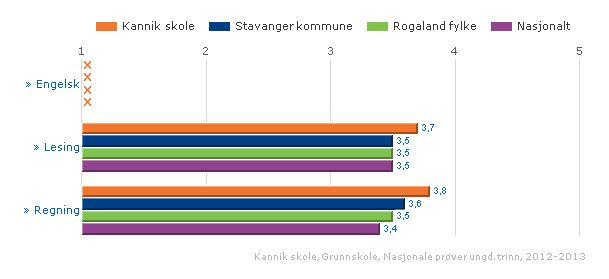 Kannik skole Stavanger kommune Rogaland fylke Nasjonalt
1 2 3 4 5
» Engelsk
» Lesing
3,7
3,5
3,5
3,5
» Regning
3,8
3,6
3,5
3,4
Kannik skole, Grunnskole, Nasjonale prøver ungd.trinn, 2012-2013